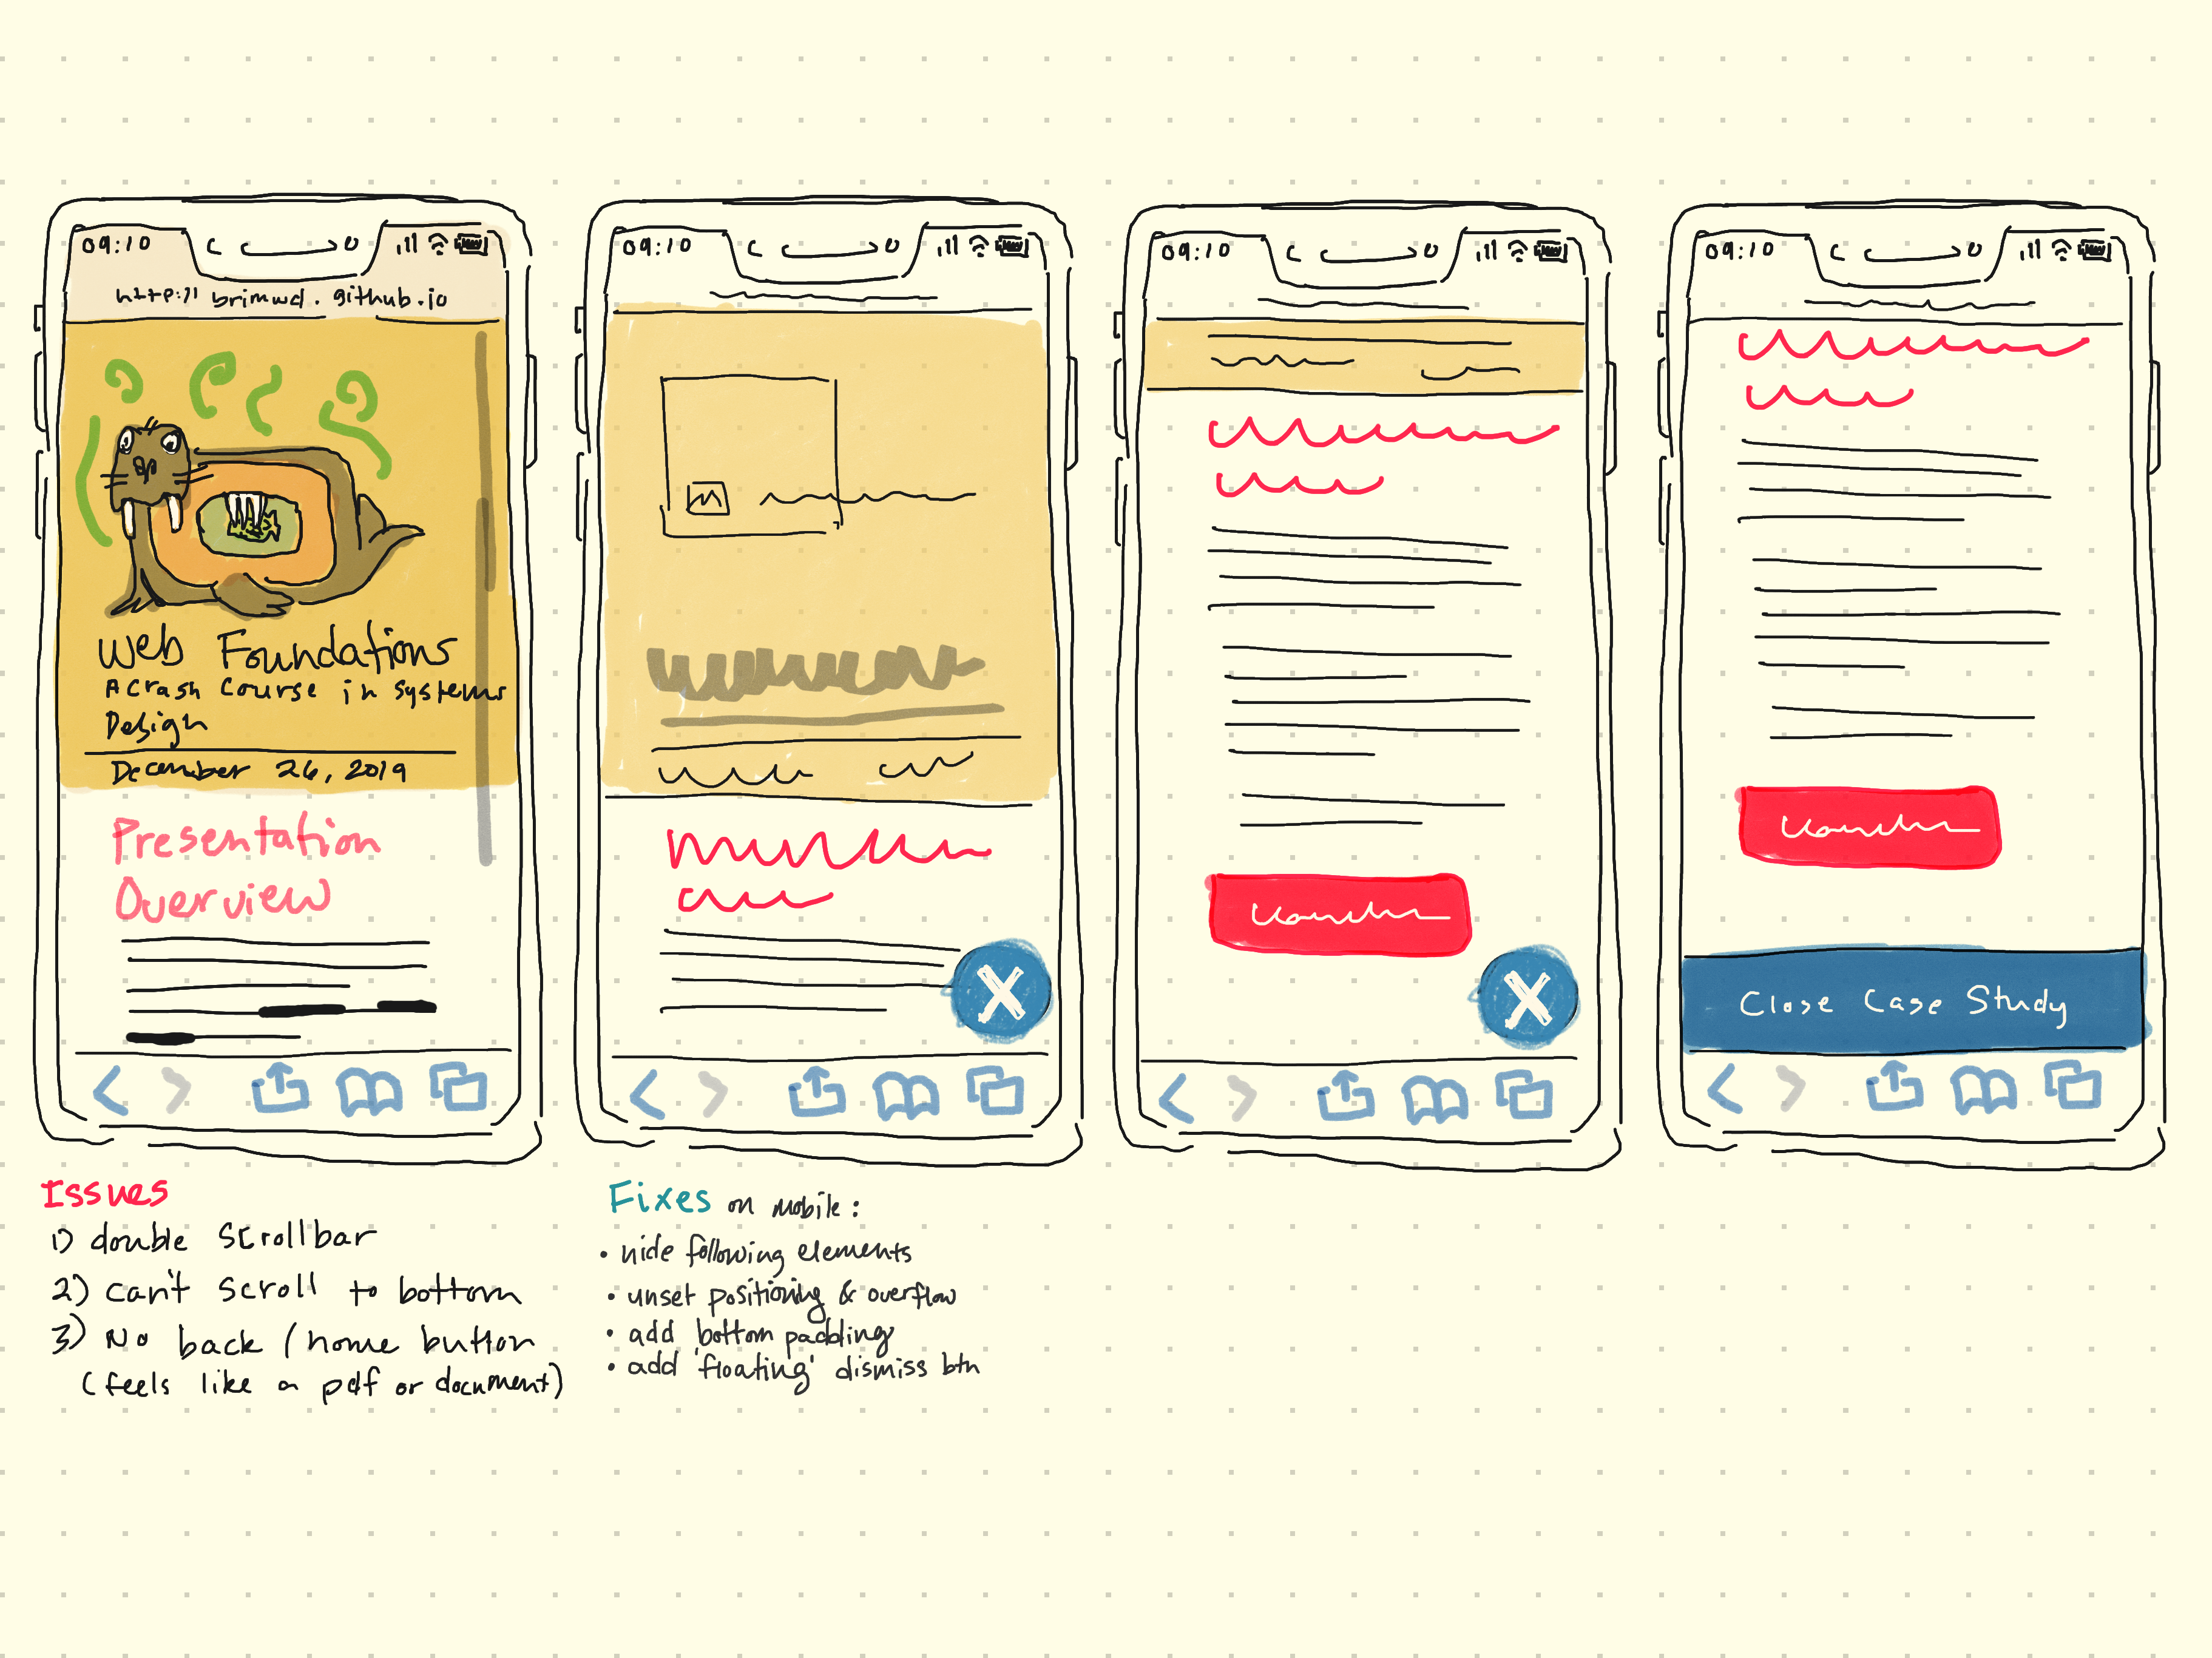 09:10
http:// brimwd.github.io
Web Foundations
A Crash Course in Systems
Design
December 26, 2019
Presentation
Overview
09:10
X
09:10
X
09:10
Close Case Study
Issues
1) double scrollbar
2) can't scroll to bottom
3) No back / home button
(feels like a pdf or document)
Fixes on mobile:
• hide following elements
• unset positioning & overflow
• add bottom padding
• add 'floating' dismiss btn